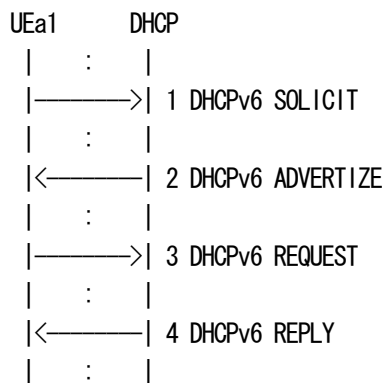 UEa1 DHCP
| : |
|--------->| 1 DHCPv6 SOLICIT
| : |
|<---------| 2 DHCPv6 ADVERTIZE
| : |
|--------->| 3 DHCPv6 REQUEST
| : |
|<---------| 4 DHCPv6 REPLY
| : |